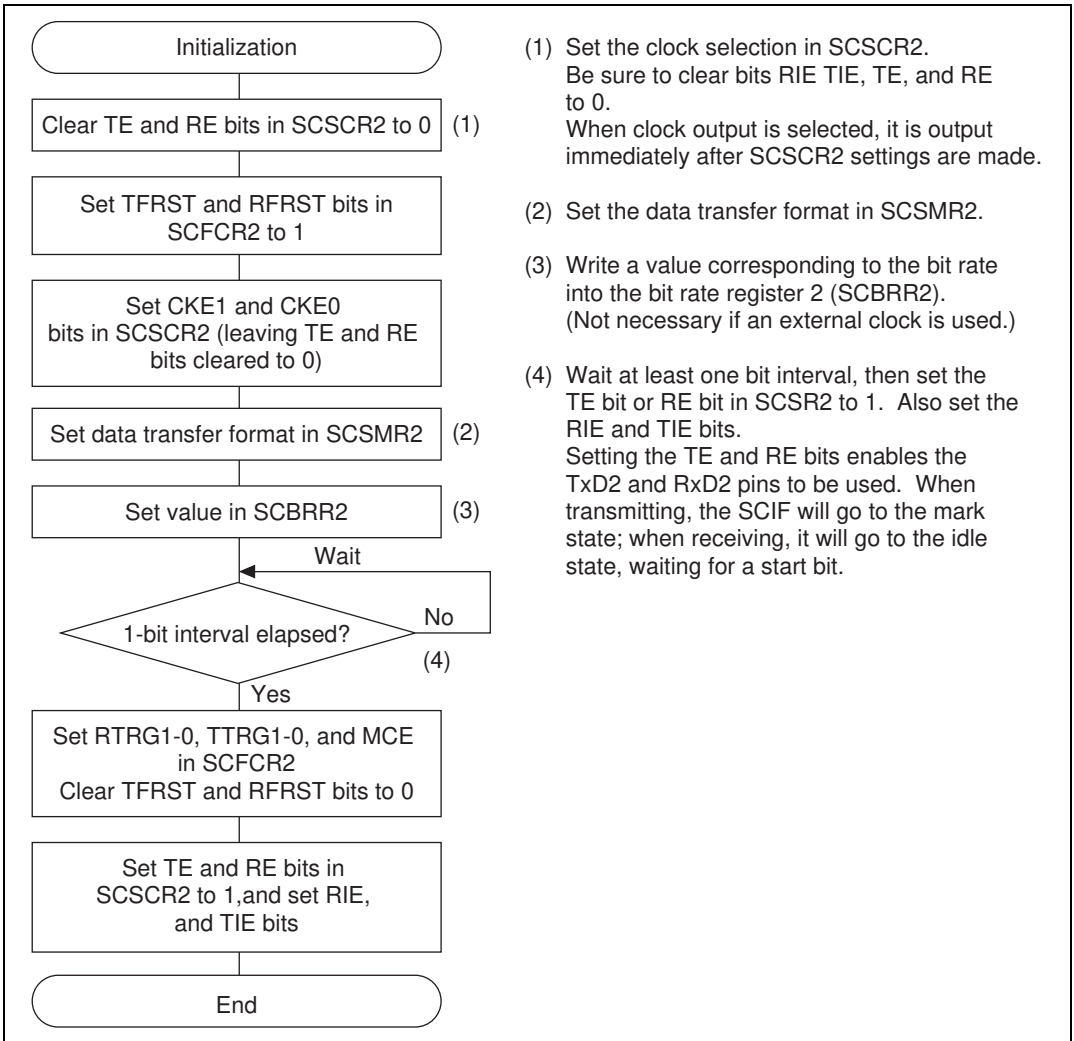 Initialization
Clear TE and RE bits in SCSCR2 to 0
(1)
Set TFRST and RFRST bits in
SCFCR2 to 1
Set CKE1 and CKE0
bits in SCSCR2 (leaving TE and RE
bits cleared to 0)
Set data transfer format in SCSMR2
(2)
Set value in SCBRR2
(3)
Wait
1-bit interval elapsed?
No
(4)
Yes
Set RTRG1-0, TTRG1-0, and MCE
in SCFCR2
Clear TFRST and RFRST bits to 0
Set TE and RE bits in
SCSCR2 to 1,and set RIE,
and TIE bits
End
(1) Set the clock selection in SCSCR2.
Be sure to clear bits RIE TIE, TE, and RE
to 0.
When clock output is selected, it is output
immediately after SCSCR2 settings are made.
(2) Set the data transfer format in SCSMR2.
(3) Write a value corresponding to the bit rate
into the bit rate register 2 (SCBRR2).
(Not necessary if an external clock is used.)
(4) Wait at least one bit interval, then set the
TE bit or RE bit in SCSR2 to 1. Also set the
RIE and TIE bits.
Setting the TE and RE bits enables the
TxD2 and RxD2 pins to be used. When
transmitting, the SCIF will go to the mark
state; when receiving, it will go to the idle
state, waiting for a start bit.